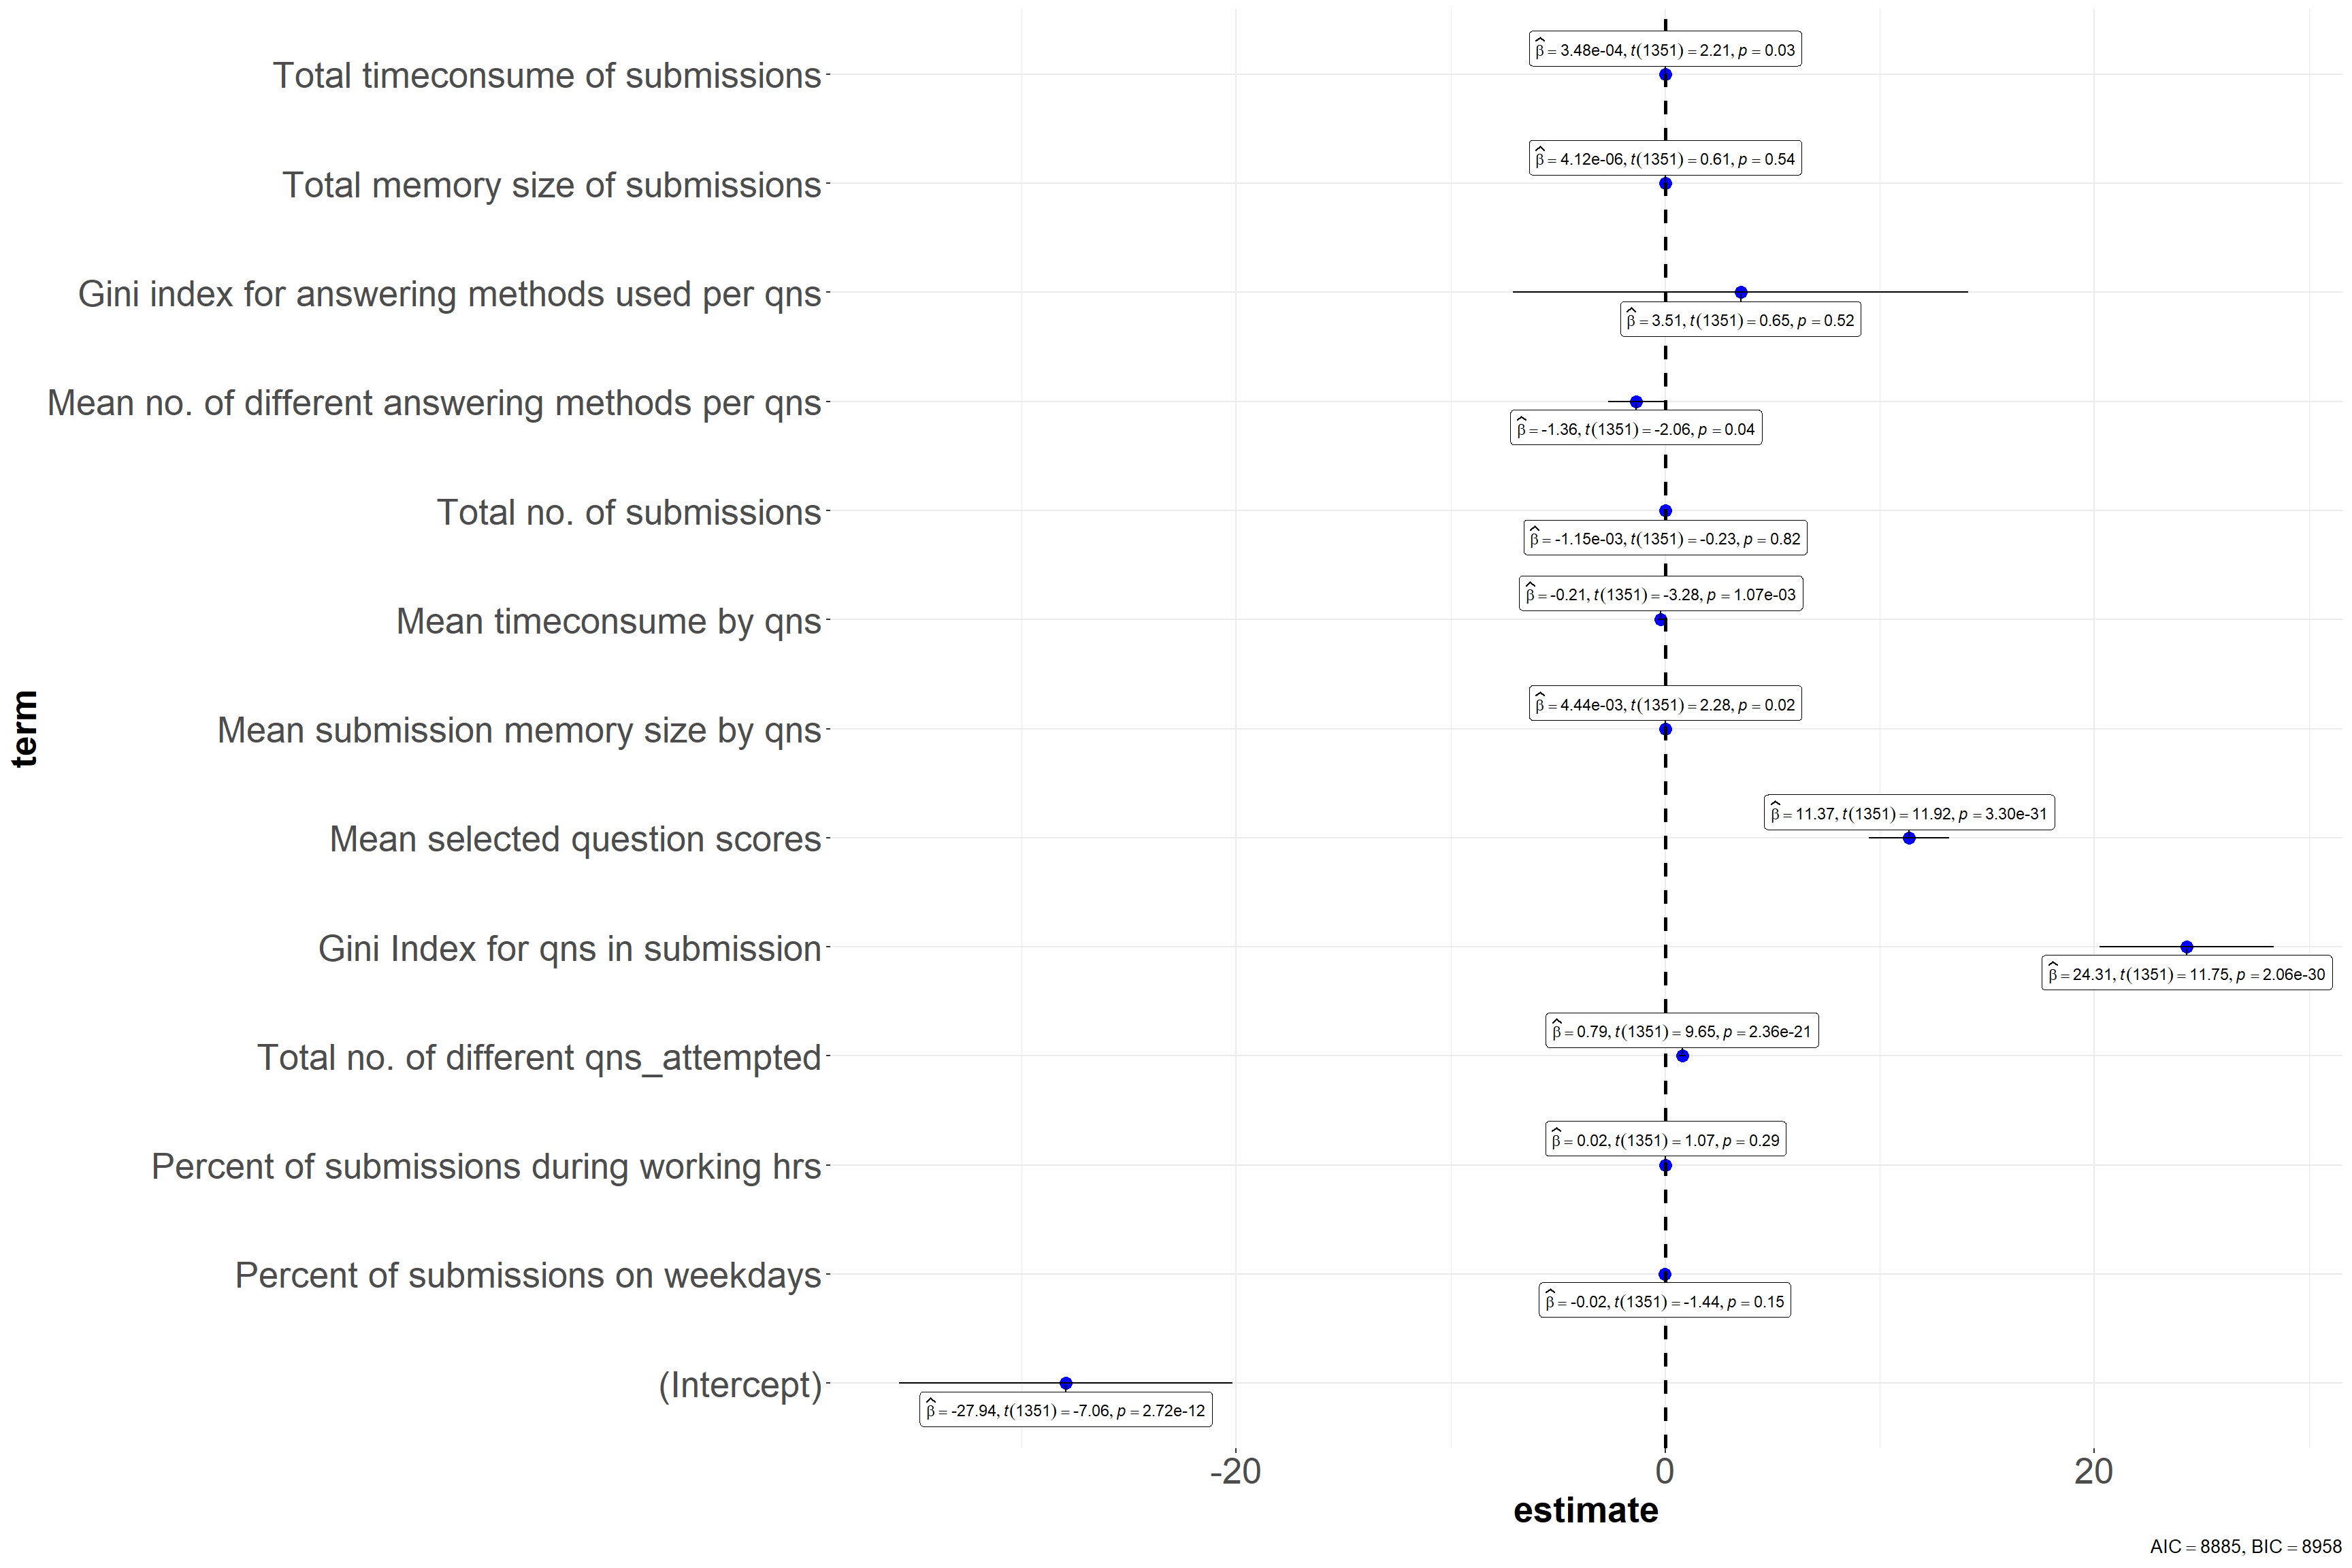 β̂ = 3.48e-04, t(1351) = 2.21, p = 0.03
Total timeconsume of submissions
β̂ = 4.12e-06, t(1351) = 0.61, p = 0.54
Total memory size of submissions
Gini index for answering methods used per qns
β̂ = 3.51, t(1351) = 0.65, p = 0.52
Mean no. of different answering methods per qns
β̂ = -1.36, t(1351) = -2.06, p = 0.04
Total no. of submissions
β̂ = -1.15e-03, t(1351) = -0.23, p = 0.82
β̂ = -0.21, t(1351) = -3.28, p = 1.07e-03
Mean timeconsume by qns
β̂ = 4.44e-03, t(1351) = 2.28, p = 0.02
Mean submission memory size by qns
term
β̂ = 11.37, t(1351) = 11.92, p = 3.30e-31
Mean selected question scores
Gini Index for qns in submission
β̂ = 24.31, t(1351) = 11.75, p = 2.06e-30
β̂ = 0.79, t(1351) = 9.65, p = 2.36e-21
Total no. of different qns_attempted
β̂ = 0.02, t(1351) = 1.07, p = 0.29
Percent of submissions during working hrs
Percent of submissions on weekdays
β̂ = -0.02, t(1351) = -1.44, p = 0.15
(Intercept)
β̂ = -27.94, t(1351) = -7.06, p = 2.72e-12
-20 0 20
estimate
AIC = 8885, BIC = 8958